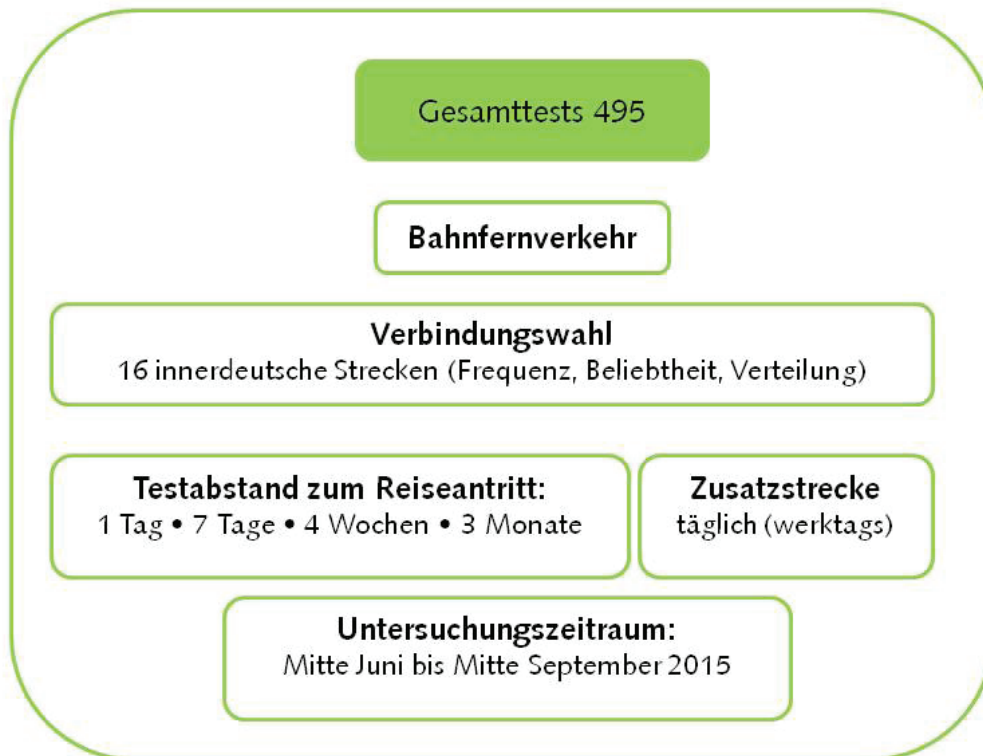 Gesamttests 495
Bahnfernverkehr
Verbindungswahl
16 innerdeutsche Strecken (Frequenz, Beliebtheit, Verteilung)
Testabstand zum Reiseantritt:
1 Tag • 7 Tage • 4 Wochen • 3 Monate
Zusatzstrecke
täglich (werktags)
Untersuchungszeitraum:
Mitte Juni bis Mitte September 2015